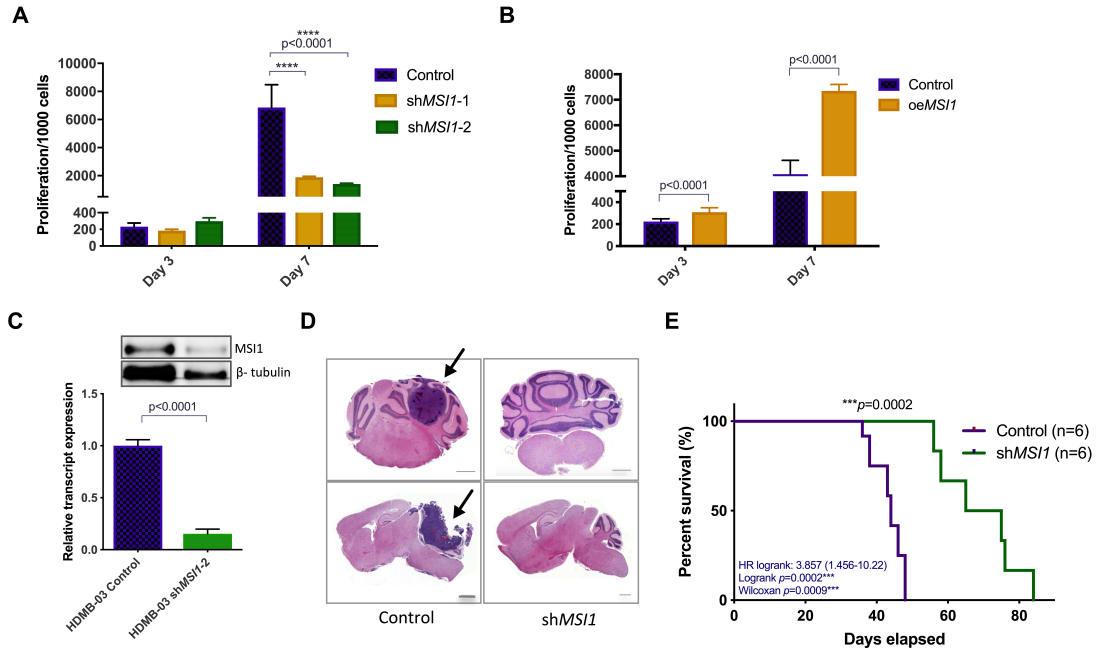 A
****
p<0.0001
****
Proliferation/1000 cells
10000
8000
6000
4000
2000
400
200
0
Day 3
Day 7
Control
shMSI1-1
shMSI1-2
B
p<0.0001
p<0.0001
Proliferation/1000 cells
8000
7000
6000
5000
4000
400
200
0
Day 3
Day 7
Control
oeMSI1
C
MSI1
β- tubulin
p<0.0001
Relative transcript expression
1.5
1.0
0.5
0.0
HDMB-03 Control
HDMB-03 shMSI1-2
D
Control
shMSI1
E
***p=0.0002
Control (n=6)
shMSI1 (n=6)
Percent survival (%)
100
50
0
HR logrank: 3.857 (1.456-10.22)
Logrank p=0.0002***
Wilcoxan p=0.0009***
0 20 40 60 80
Days elapsed